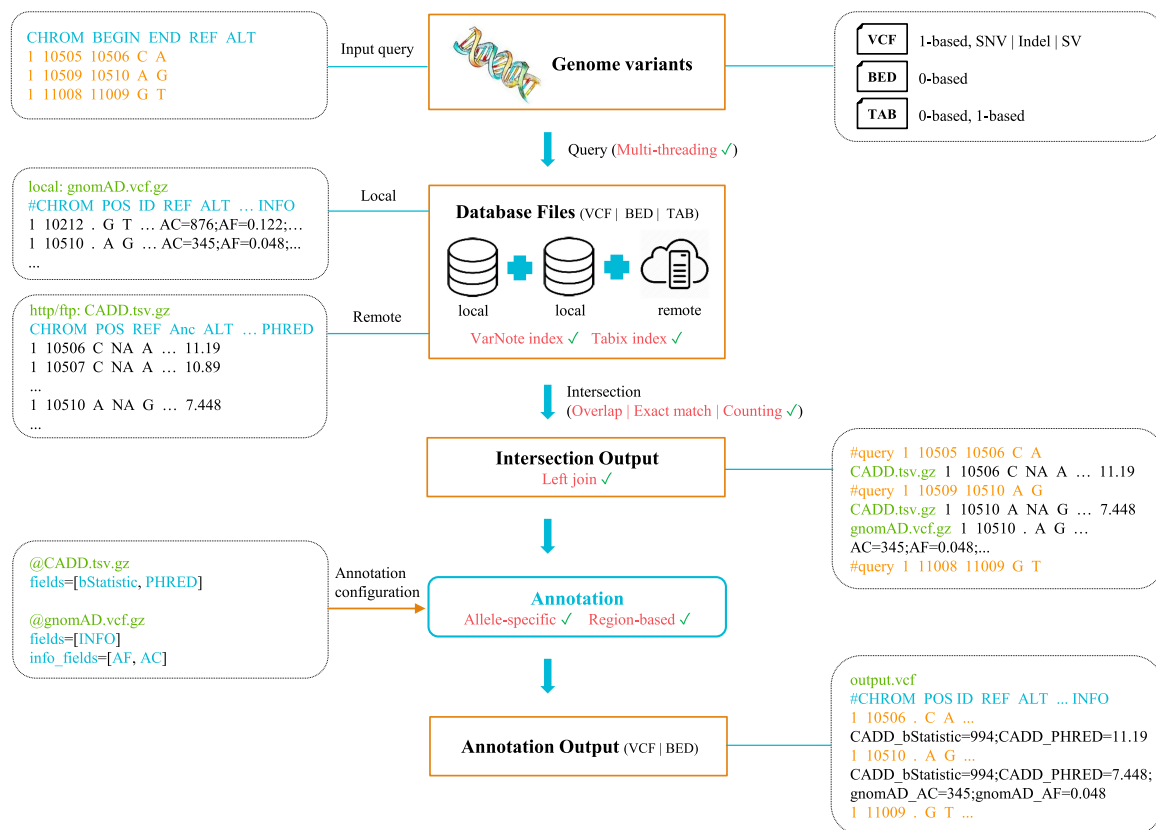 CHROM BEGIN END REF ALT
1 10505 10506 C A
1 10509 10510 A G
1 11008 11009 G T
Input query
Genome variants
VCF 1-based, SNV | Indel | SV
BED 0-based
TAB 0-based, 1-based
Query (Multi-threading ✓)
local: gnomAD.vcf.gz
#CHROM POS ID REF ALT … INFO
1 10212 . G T … AC=876;AF=0.122;…
1 10510 . A G … AC=345;AF=0.048;...
...
Local
Database Files (VCF | BED | TAB)
local
local
remote
VarNote index ✓ Tabix index ✓
http/ftp: CADD.tsv.gz
CHROM POS REF Anc ALT … PHRED
1 10506 C NA A … 11.19
1 10507 C NA A … 10.89
...
1 10510 A NA G … 7.448
...
Remote
Intersection
(Overlap | Exact match | Counting ✓)
Intersection Output
Left join ✓
#query 1 10505 10506 C A
CADD.tsv.gz 1 10506 C NA A … 11.19
#query 1 10509 10510 A G
CADD.tsv.gz 1 10510 A NA G … 7.448
gnomAD.vcf.gz 1 10510 . A G …
AC=345;AF=0.048;...
#query 1 11008 11009 G T
@CADD.tsv.gz
fields=[bStatistic, PHRED]
@gnomAD.vcf.gz
fields=[INFO]
info_fields=[AF, AC]
Annotation
configuration
Annotation
Allele-specific ✓ Region-based ✓
Annotation Output (VCF | BED)
output.vcf
#CHROM POS ID REF ALT ... INFO
1 10506 . C A ...
CADD_bStatistic=994;CADD_PHRED=11.19
1 10510 . A G ...
CADD_bStatistic=994;CADD_PHRED=7.448;
gnomAD_AC=345;gnomAD_AF=0.048
1 11009 . G T ...